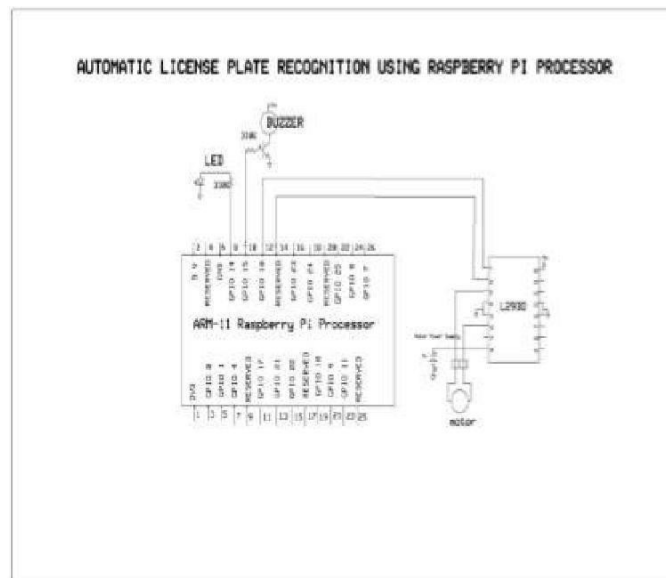 AUTOMATIC LICENSE PLATE RECOGNITION USING RASPBERRY PI PROCESSOR
BUZZER
LED
2
4
6
8
10
12
14
16
18
20
22
24
26
5 V
RESERVED
GND
GPIO 14
GPIO 15
GPIO 18
RESERVED
GPIO 23
GPIO 24
RESERVED
GPIO 25
GPIO 8
GPIO 7
L293D
ARM-11 Raspberry Pi Processor
Motor Power Supply
3V3
GPIO 0
GPIO 1
GPIO 4
RESERVED
GPIO 17
GPIO 21
GPIO 22
RESERVED
GPIO 10
GPIO 9
GPIO 11
RESERVED
1
3
5
7
9
11
13
15
17
19
21
23
25
motor